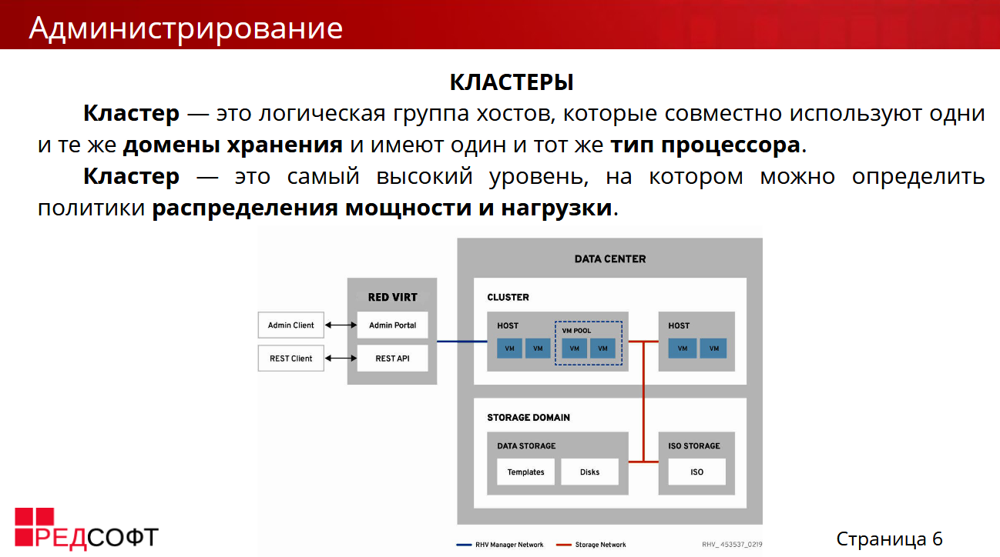 Администрирование
КЛАСТЕРЫ
Кластер — это логическая группа хостов, которые совместно используют одни
и те же домены хранения и имеют один и тот же тип процессора.
Кластер — это самый высокий уровень, на котором можно определить
политики распределения мощности и нагрузки.
DATA CENTER
RED VIRT
CLUSTER
Admin Client
Admin Portal
HOST
VM POOL
HOST
VM
VM
VM
VM
VM
VM
REST Client
REST API
STORAGE DOMAIN
DATA STORAGE
ISO STORAGE
Templates
Disks
ISO
RHV Manager Network
Storage Network
RHV_453537_0219
РЕДСОФТ
Страница 6